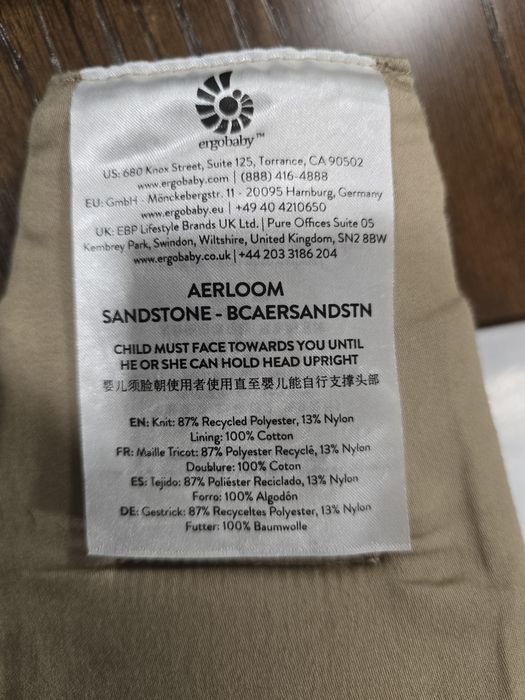 ergobaby™
US: 680 Knox Street, Suite 125, Torrance, CA 90502
www.ergobaby.com | (888) 416-4888
EU: GmbH - Mönckebergstr. 11 - 20095 Hamburg, Germany
www.ergobaby.eu | +49 40 4210650
UK: EBP Lifestyle Brands UK Ltd. | Pure Offices Suite 05
Kembrey Park, Swindon, Wiltshire, United Kingdom, SN2 8BW
www.ergobaby.co.uk | +44 203 3186 204
AERLOOM
SANDSTONE - BCAERSANDSTN
CHILD MUST FACE TOWARDS YOU UNTIL
HE OR SHE CAN HOLD HEAD UPRIGHT
婴儿须脸朝使用者使用直至婴儿能自行支撑头部
EN: Knit: 87% Recycled Polyester, 13% Nylon
Lining: 100% Cotton
FR: Maille Tricot: 87% Polyester Recyclé, 13% Nylon
Doublure: 100% Coton
ES: Tejido: 87% Poliéster Reciclado, 13% Nylon
Forro: 100% Algodón
DE: Gestrick: 87% Recyceltes Polyester, 13% Nylon
Futter: 100% Baumwolle